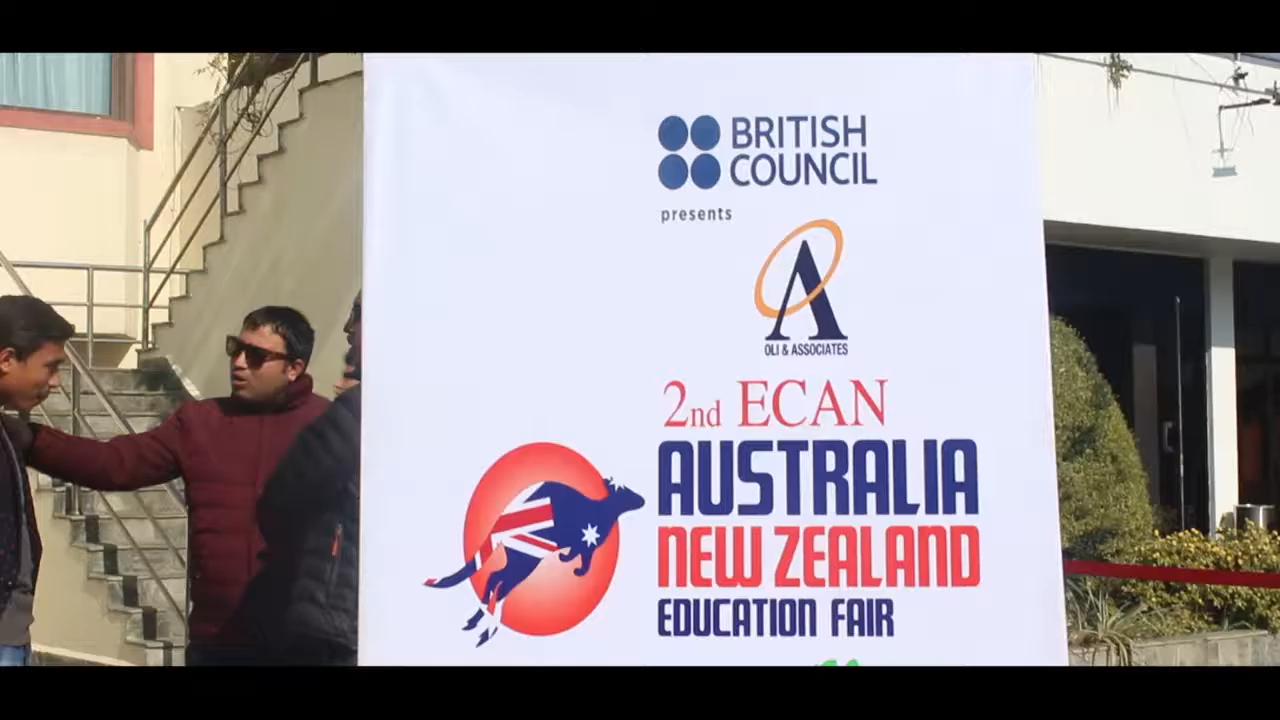 BRITISH
COUNCIL
presents
OLI & ASSOCIATES
2nd ECAN
AUSTRALIA
NEW ZEALAND
EDUCATION FAIR